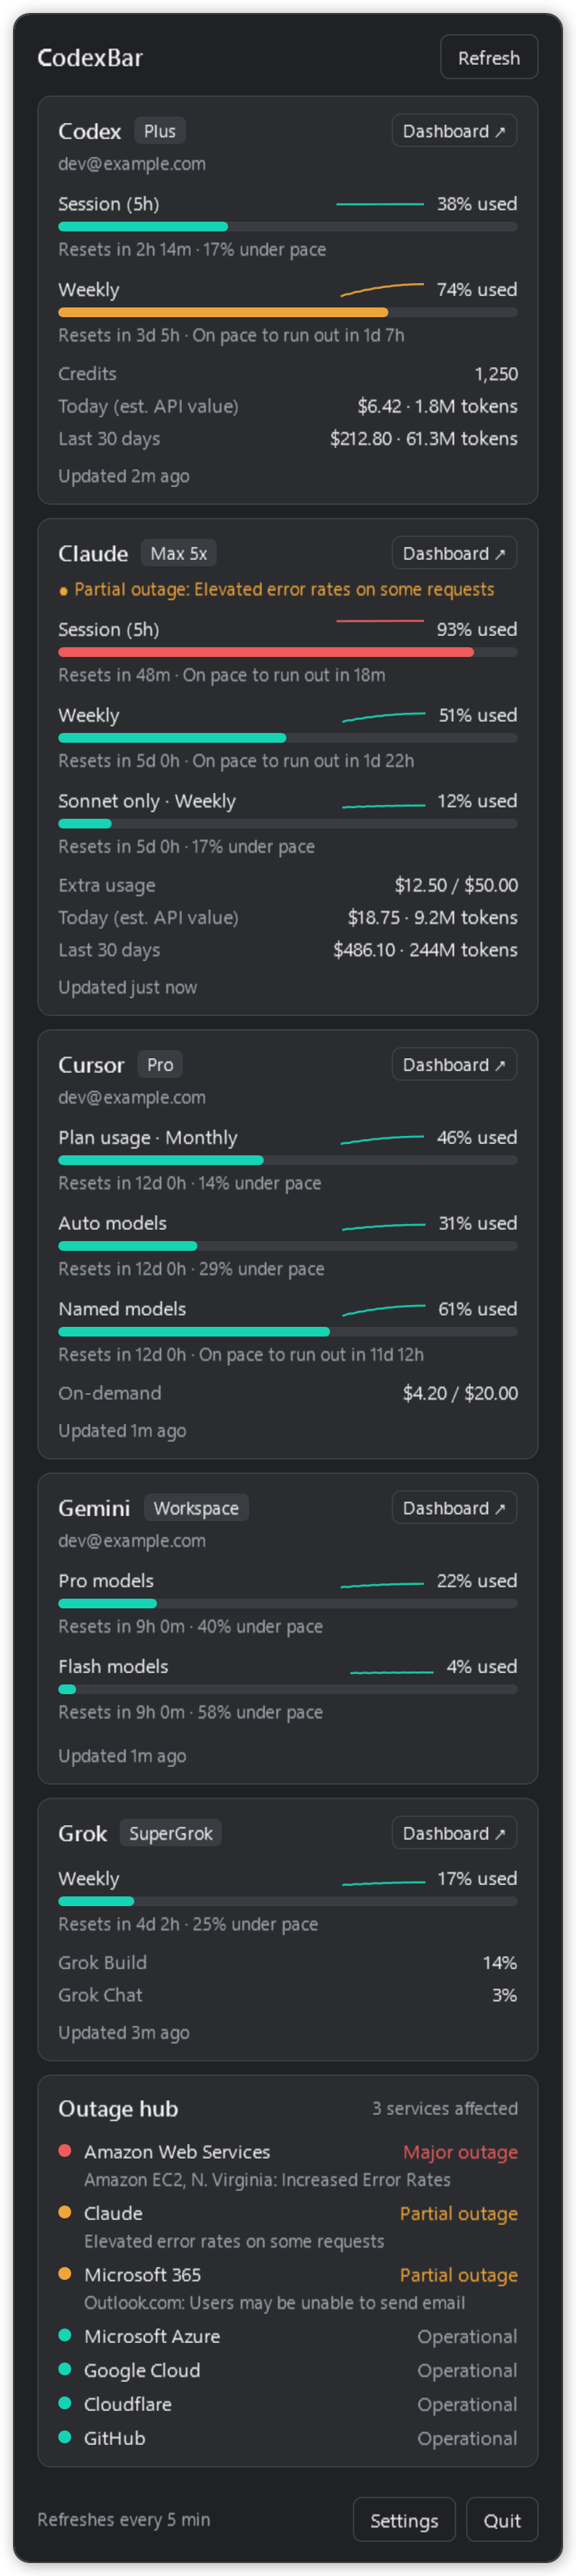 CodexBar Refresh
Codex Plus Dashboard ↗
dev@example.com
Session (5h) 38% used
Resets in 2h 14m · 17% under pace
Weekly 74% used
Resets in 3d 5h · On pace to run out in 1d 7h
Credits 1,250
Today (est. API value) $6.42 · 1.8M tokens
Last 30 days $212.80 · 61.3M tokens
Updated 2m ago
Claude Max 5x Dashboard ↗
● Partial outage: Elevated error rates on some requests
Session (5h) 93% used
Resets in 48m · On pace to run out in 18m
Weekly 51% used
Resets in 5d 0h · On pace to run out in 1d 22h
Sonnet only · Weekly 12% used
Resets in 5d 0h · 17% under pace
Extra usage $12.50 / $50.00
Today (est. API value) $18.75 · 9.2M tokens
Last 30 days $486.10 · 244M tokens
Updated just now
Cursor Pro Dashboard ↗
dev@example.com
Plan usage · Monthly 46% used
Resets in 12d 0h · 14% under pace
Auto models 31% used
Resets in 12d 0h · 29% under pace
Named models 61% used
Resets in 12d 0h · On pace to run out in 11d 12h
On-demand $4.20 / $20.00
Updated 1m ago
Gemini Workspace Dashboard ↗
dev@example.com
Pro models 22% used
Resets in 9h 0m · 40% under pace
Flash models 4% used
Resets in 9h 0m · 58% under pace
Updated 1m ago
Grok SuperGrok Dashboard ↗
Weekly 17% used
Resets in 4d 2h · 25% under pace
Grok Build 14%
Grok Chat 3%
Updated 3m ago
Outage hub 3 services affected
Amazon Web Services Major outage
Amazon EC2, N. Virginia: Increased Error Rates
Claude Partial outage
Elevated error rates on some requests
Microsoft 365 Partial outage
Outlook.com: Users may be unable to send email
Microsoft Azure Operational
Google Cloud Operational
Cloudflare Operational
GitHub Operational
Refreshes every 5 min Settings Quit